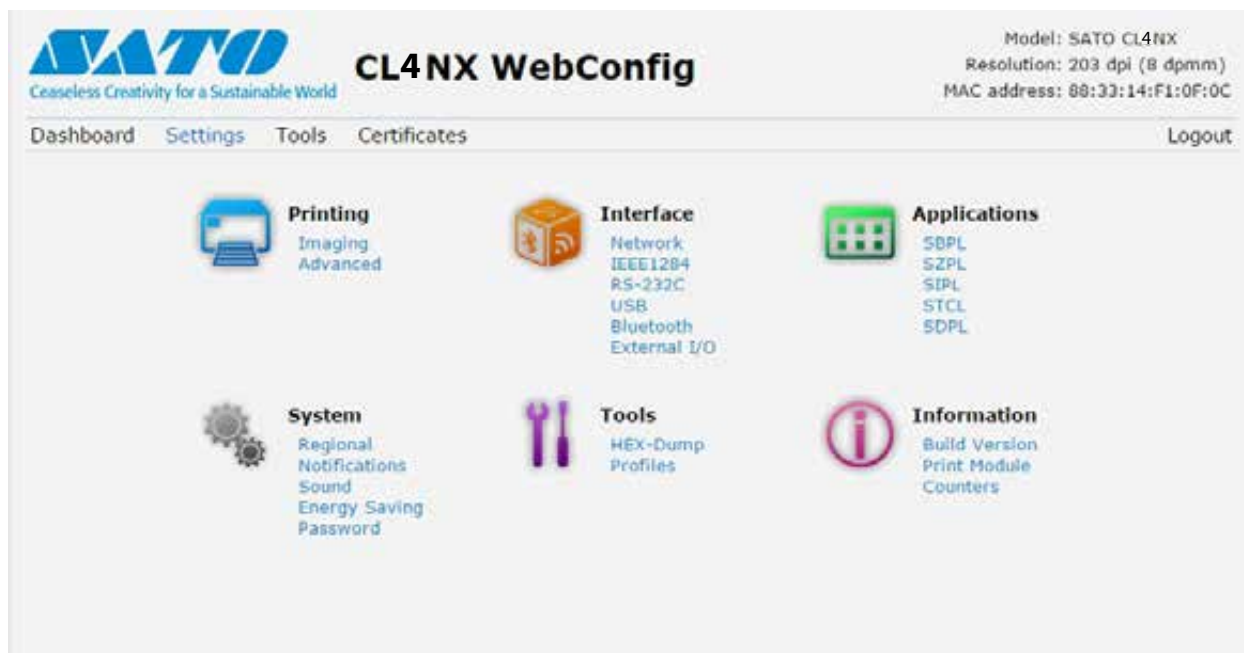 SATO
Ceaseless Creativity for a Sustainable World
CL4NX WebConfig
Model: SATO CL4NX
Resolution: 203 dpi (8 dpmm)
MAC address: 88:33:14:F1:0F:0C
Dashboard Settings Tools Certificates Logout
Printing
Imaging
Advanced
Interface
Network
IEEE1284
RS-232C
USB
Bluetooth
External I/O
Applications
SBPL
SZPL
SIPL
STCL
SDPL
System
Regional
Notifications
Sound
Energy Saving
Password
Tools
HEX-Dump
Profiles
Information
Build Version
Print Module
Counters